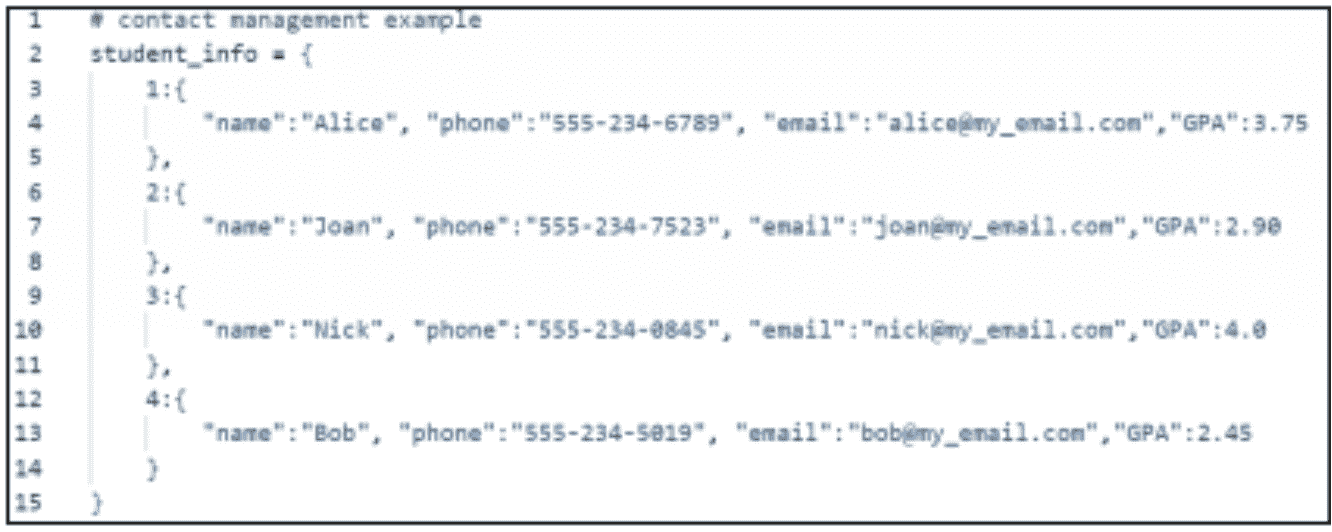 1 # contact management example
2 student_info = {
3 1:{
4 "name":"Alice", "phone":"555-234-6789", "email":"alice@my_email.com","GPA":3.75
5 },
6 2:{
7 "name":"Joan", "phone":"555-234-7523", "email":"joan@my_email.com","GPA":2.90
8 },
9 3:{
10 "name":"Nick", "phone":"555-234-0845", "email":"nick@my_email.com","GPA":4.0
11 },
12 4:{
13 "name":"Bob", "phone":"555-234-5019", "email":"bob@my_email.com","GPA":2.45
14 }
15 }